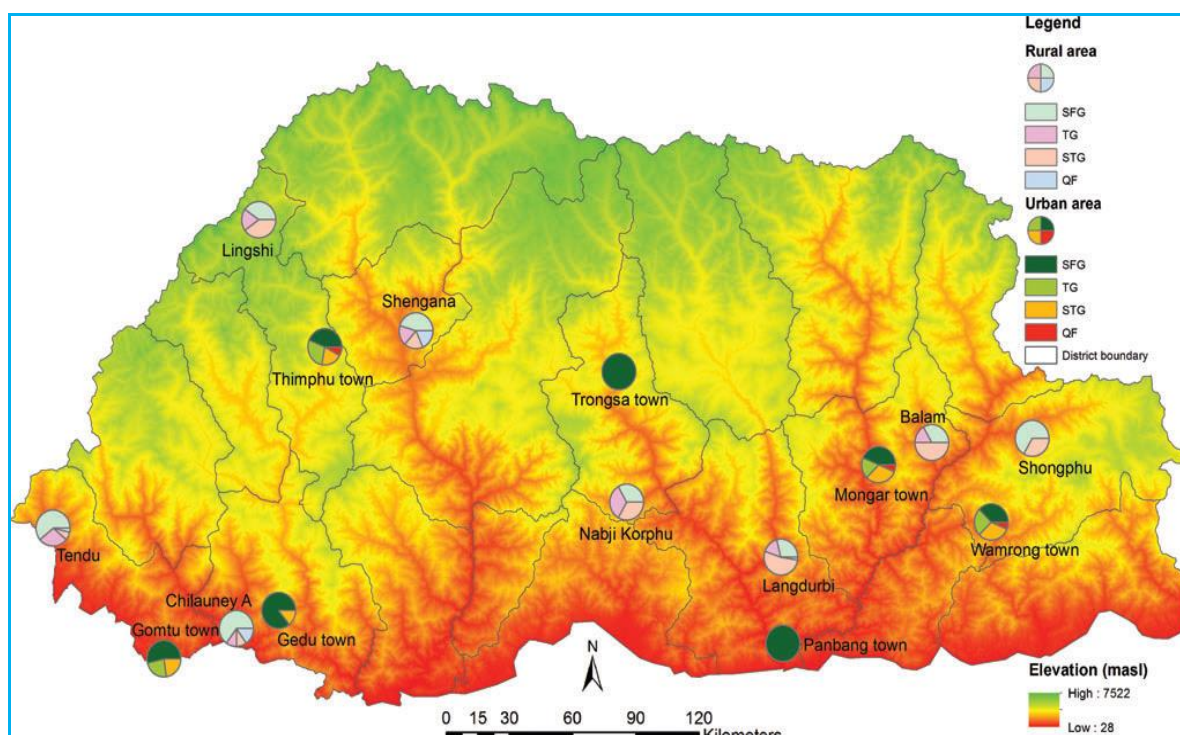 Legend
Rural area
SFG
TG
STG
QF
Urban area
SFG
TG
STG
QF
District boundary
Lingshi
Shengana
Thimphu town
Trongsa town
Balam
Shongphu
Mongar town
Nabji Korphu
Wamrong town
Tendu
Langdurbi
Chilauney A
Gomtu town
Gedu town
Panbang town
N
Elevation (masl)
High : 7522
Low : 28
0 15 30 60 90 120
Kilometers